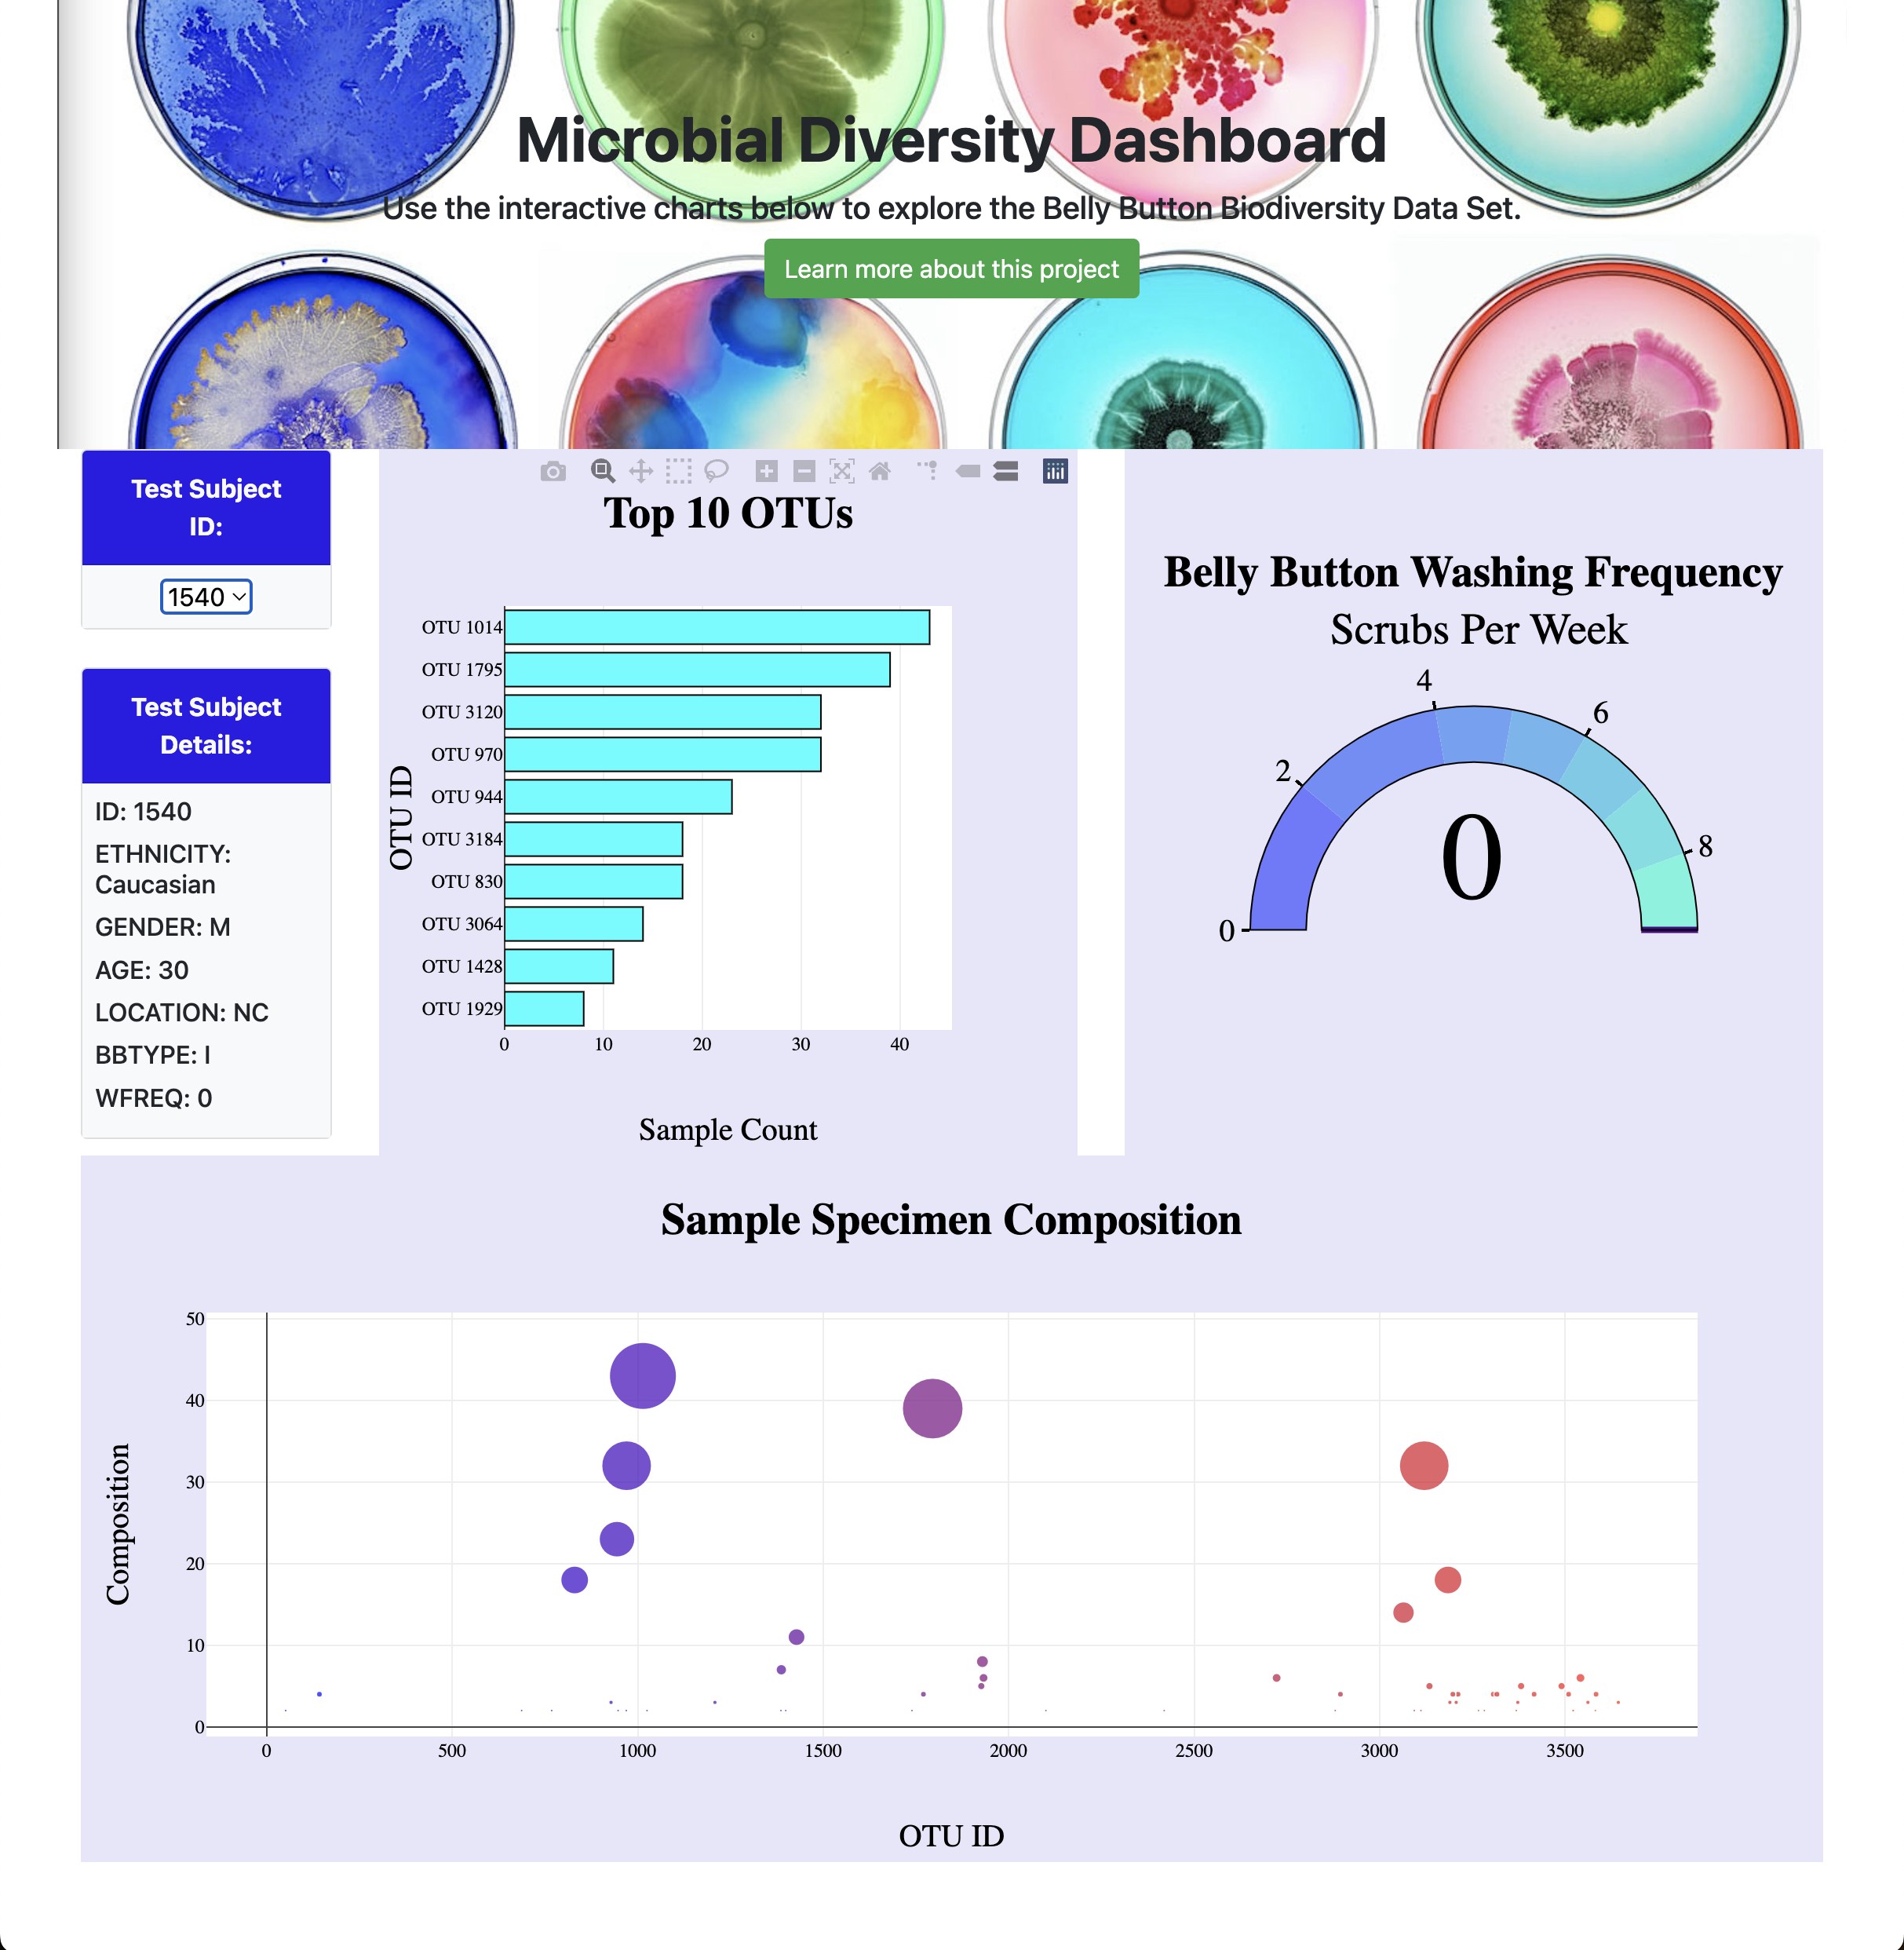 Microbial Diversity Dashboard
Use the interactive charts below to explore the Belly Button Biodiversity Data Set.
Learn more about this project
Test Subject
ID:
1540
Test Subject
Details:
ID: 1540
ETHNICITY:
Caucasian
GENDER: M
AGE: 30
LOCATION: NC
BBTYPE: I
WFREQ: 0
Top 10 OTUs
OTU ID
OTU 1014
OTU 1795
OTU 3120
OTU 970
OTU 944
OTU 3184
OTU 830
OTU 3064
OTU 1428
OTU 1929
0 10 20 30 40
Sample Count
Belly Button Washing Frequency
Scrubs Per Week
0
2
4
6
8
0
Sample Specimen Composition
Composition
50
40
30
20
10
0
0 500 1000 1500 2000 2500 3000 3500
OTU ID